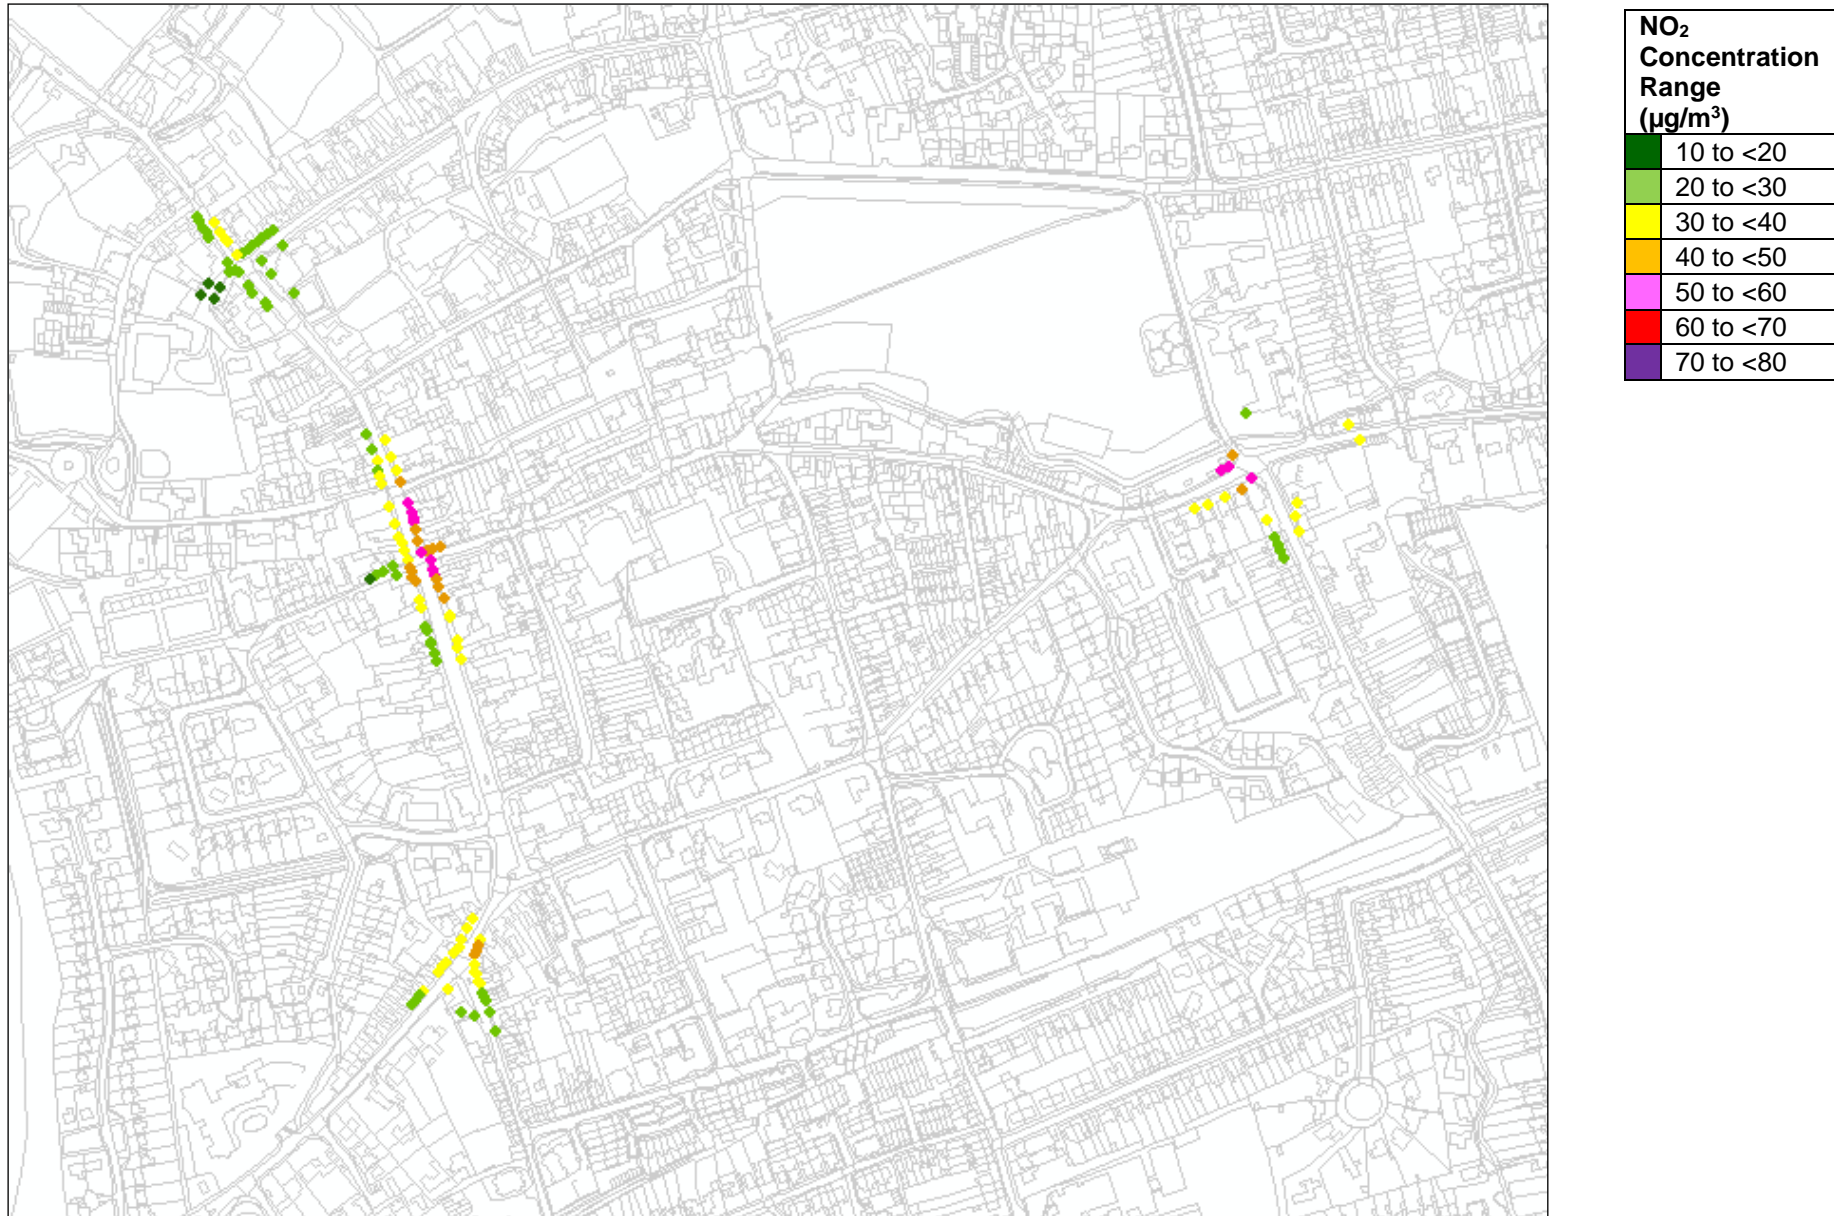 NO₂
Concentration
Range
(µg/m³)
10 to <20
20 to <30
30 to <40
40 to <50
50 to <60
60 to <70
70 to <80